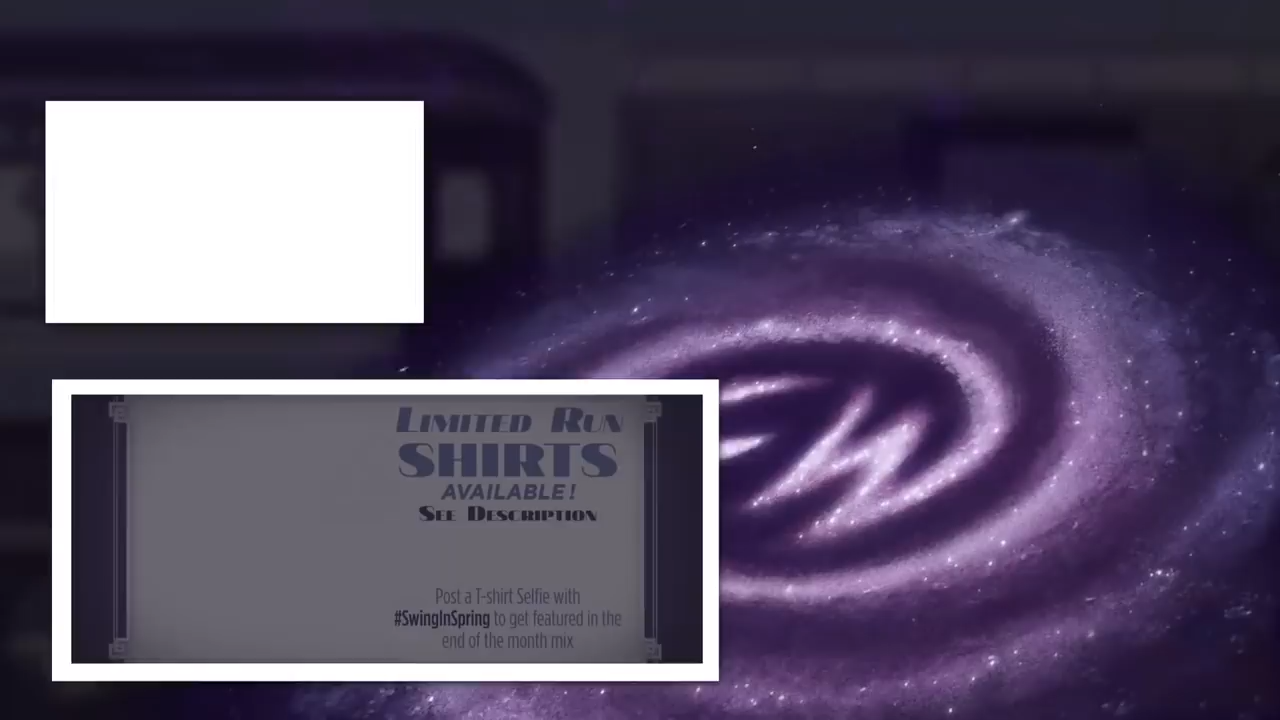 LIMITED RUN
SHIRTS
AVAILABLE!
SEE DESCRIPTION
Post a T-shirt Selfie with
#SwingInSpring to get featured in the
end of the month mix